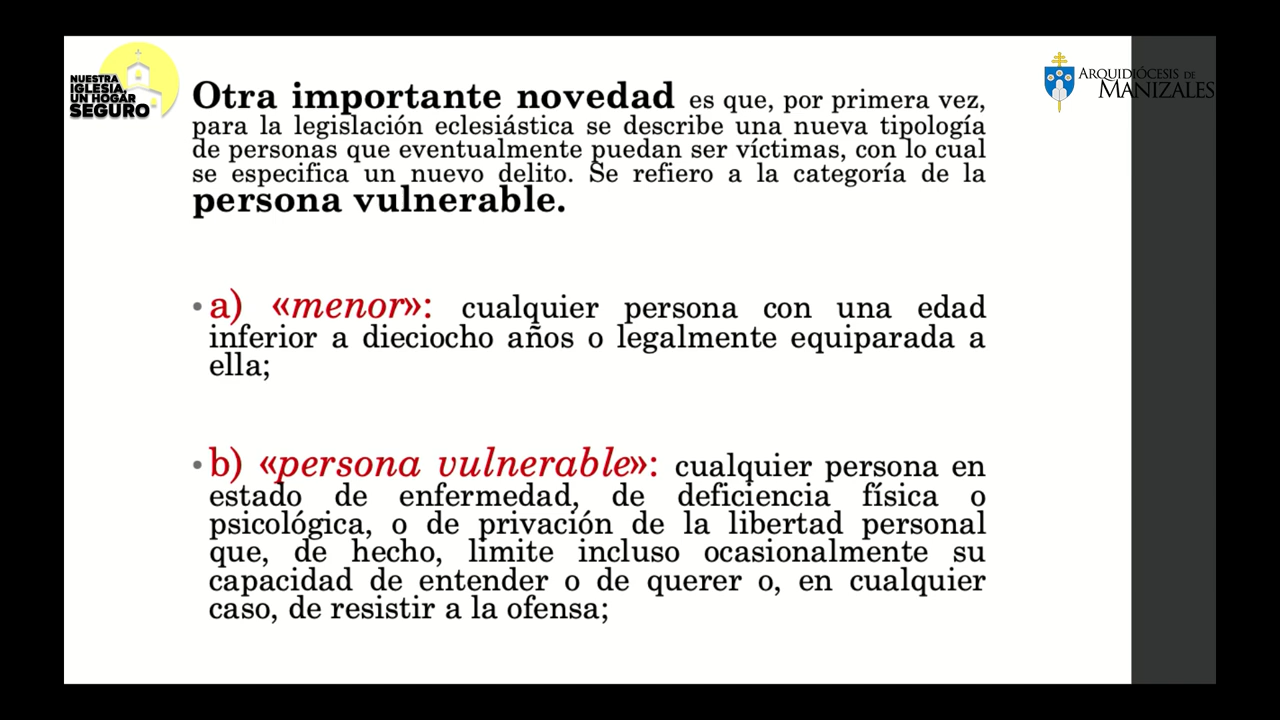 NUESTRA
IGLESIA,
UN HOGAR
SEGURO
ARQUIDIÓCESIS DE
MANIZALES
Otra importante novedad es que, por primera vez,
para la legislación eclesiástica se describe una nueva tipología
de personas que eventualmente puedan ser víctimas, con lo cual
se especifica un nuevo delito. Se refiero a la categoría de la
persona vulnerable.
• a) «menor»: cualquier persona con una edad
inferior a dieciocho años o legalmente equiparada a
ella;
• b) «persona vulnerable»: cualquier persona en
estado de enfermedad, de deficiencia física o
psicológica, o de privación de la libertad personal
que, de hecho, limite incluso ocasionalmente su
capacidad de entender o de querer o, en cualquier
caso, de resistir a la ofensa;